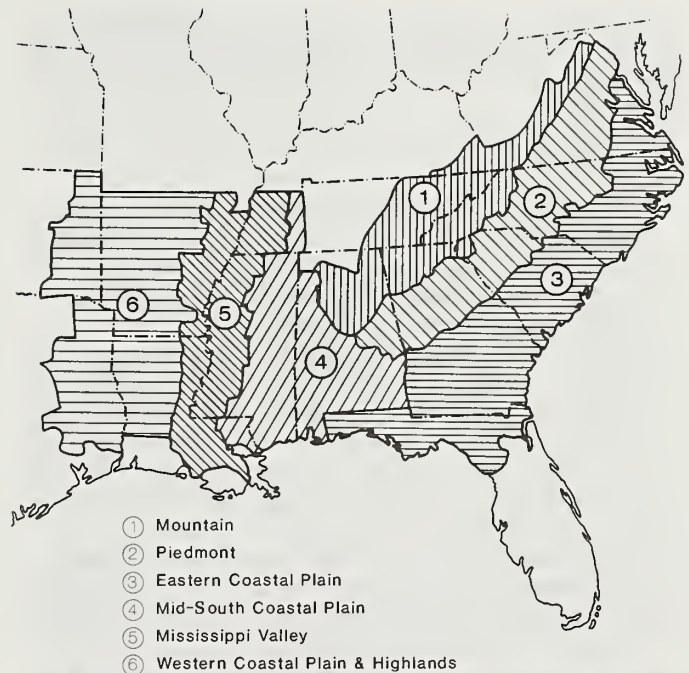 1
2
3
6
5
4
1 Mountain
2 Piedmont
3 Eastern Coastal Plain
4 Mid-South Coastal Plain
5 Mississippi Valley
6 Western Coastal Plain & Highlands